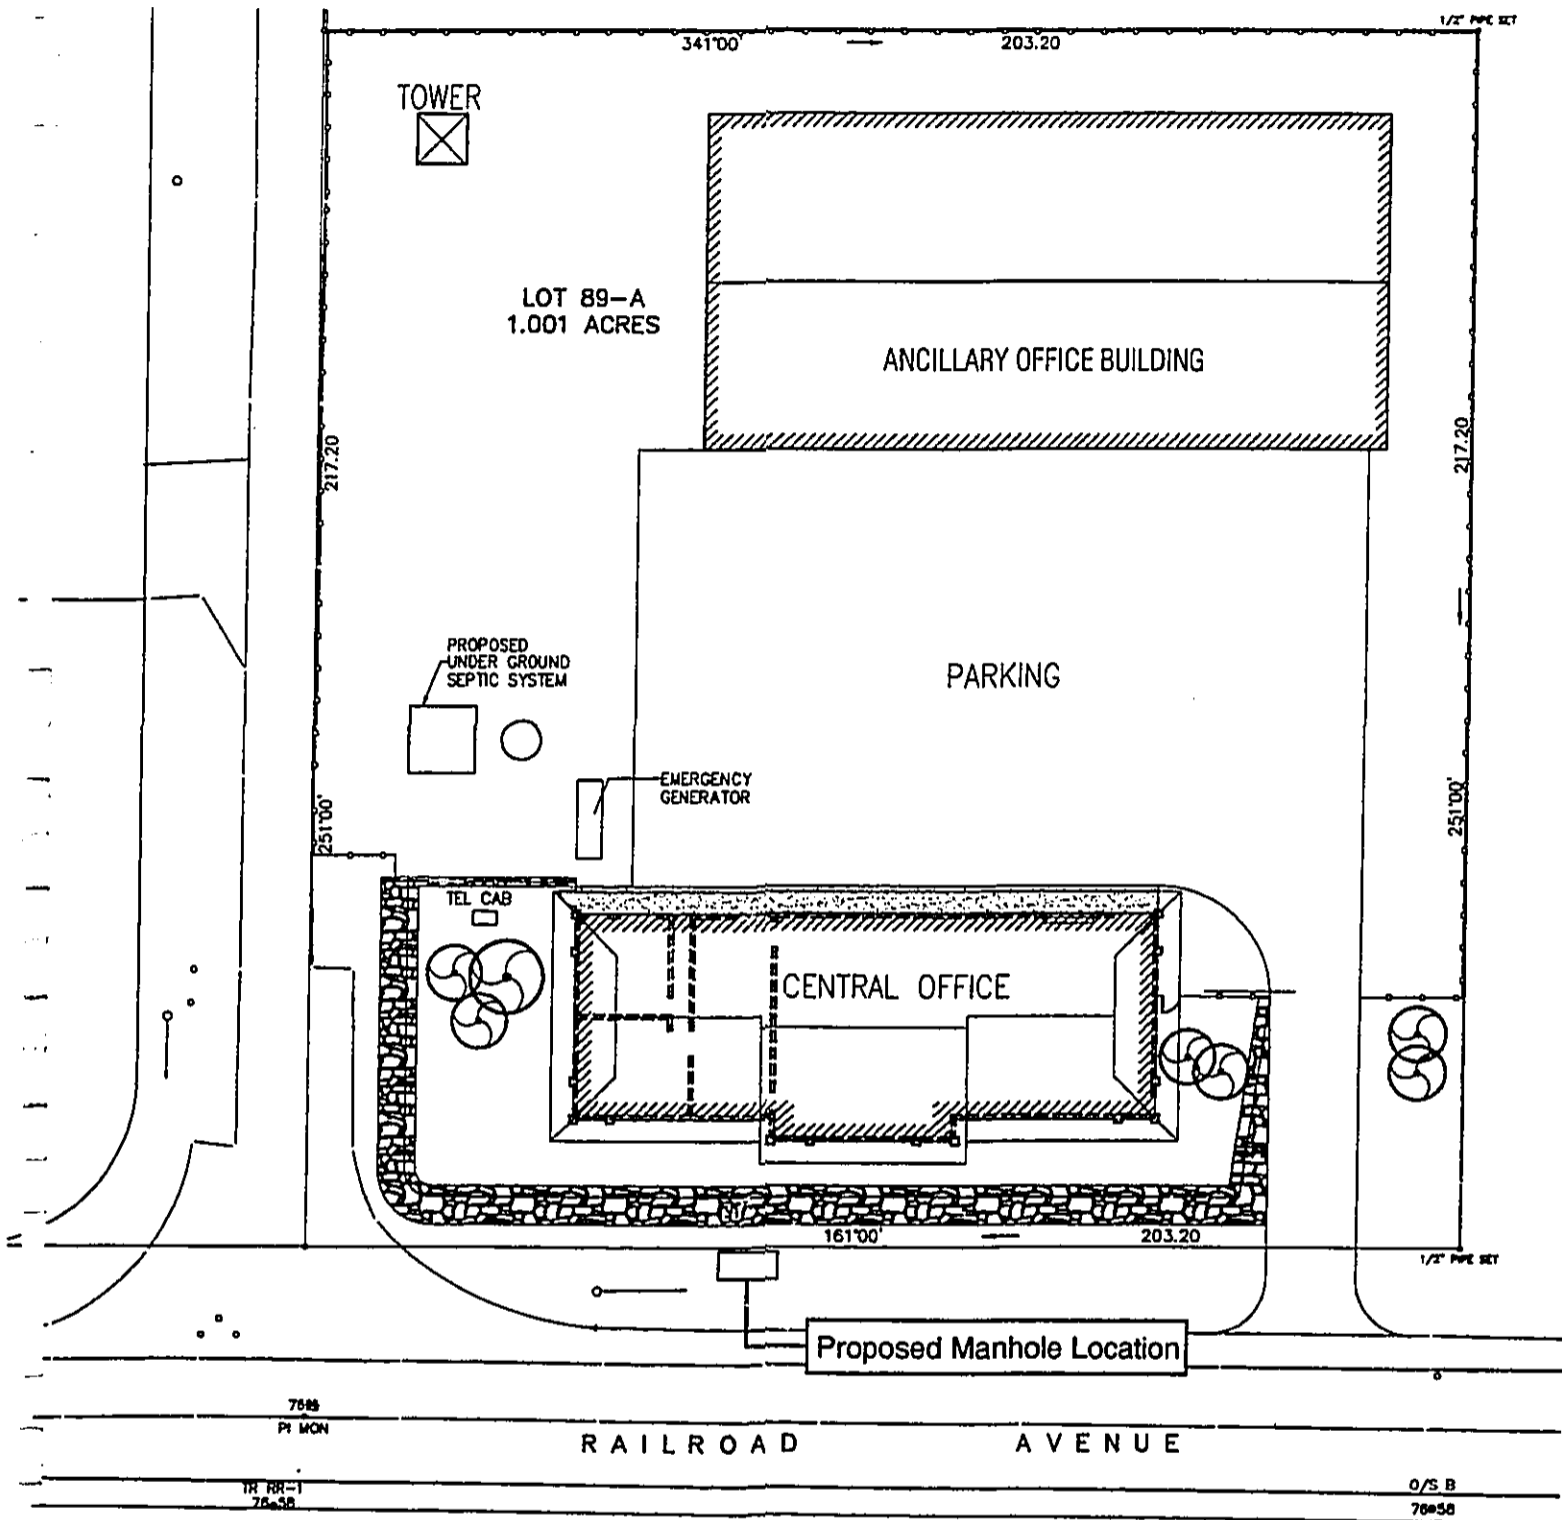 1/2" PIPE SET
341°00'
203.20
TOWER
LOT 89-A
1.001 ACRES
ANCILLARY OFFICE BUILDING
217.20
217.20
PROPOSED
UNDER GROUND
SEPTIC SYSTEM
PARKING
EMERGENCY
GENERATOR
251°00'
251°00'
TEL CAB
CENTRAL OFFICE
161°00'
203.20
1/2" PIPE SET
Proposed Manhole Location
PI MON
RAILROAD AVENUE
TR RR-1
O/S B